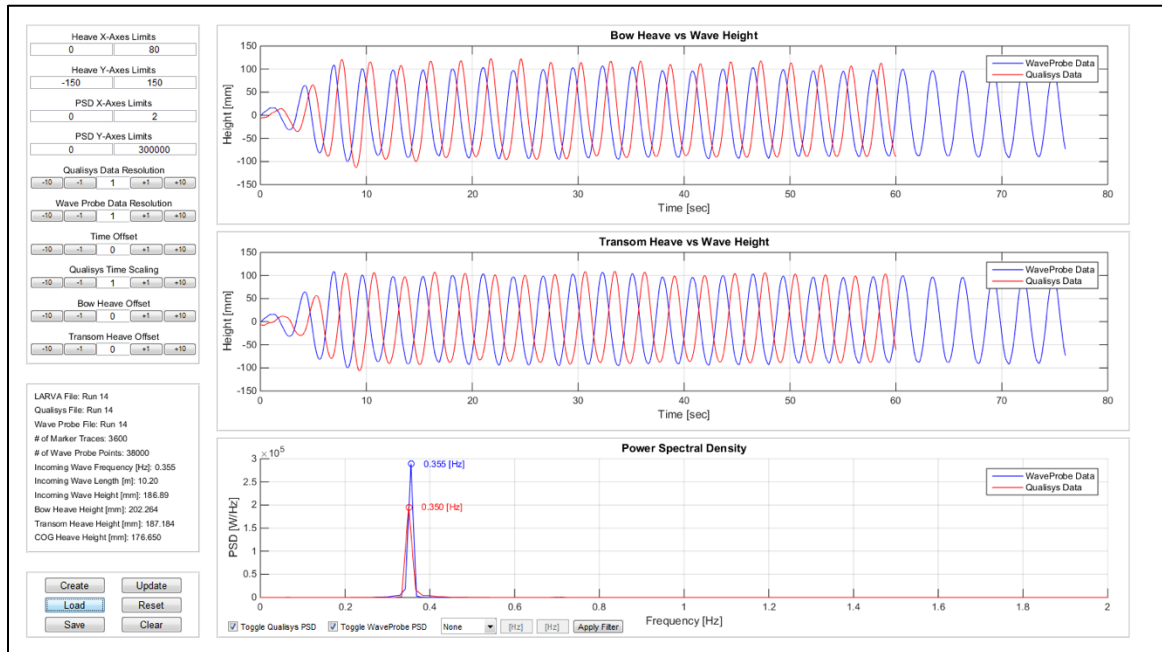 Heave X-Axes Limits
0 80
Heave Y-Axes Limits
-150 150
PSD X-Axes Limits
0 2
PSD Y-Axes Limits
0 300000
Qualisys Data Resolution
-10 -1 1 +1 +10
Wave Probe Data Resolution
-10 -1 1 +1 +10
Time Offset
-10 -1 0 +1 +10
Qualisys Time Scaling
-10 -1 1 +1 +10
Bow Heave Offset
-10 -1 0 +1 +10
Transom Heave Offset
-10 -1 0 +1 +10
LARVA File: Run 14
Qualisys File: Run 14
Wave Probe File: Run 14
# of Marker Traces: 3600
# of Wave Probe Points: 38000
Incoming Wave Frequency [Hz]: 0.355
Incoming Wave Length [m]: 10.20
Incoming Wave Height [mm]: 186.89
Bow Heave Height [mm]: 202.264
Transom Heave Height [mm]: 187.184
COG Heave Height [mm]: 176.650
Create Update
Load Reset
Save Clear
Bow Heave vs Wave Height
Height [mm]
150
100
50
0
-50
-100
-150
WaveProbe Data
Qualisys Data
0 10 20 30 40 50 60 70 80
Time [sec]
Transom Heave vs Wave Height
Height [mm]
150
100
50
0
-50
-100
-150
WaveProbe Data
Qualisys Data
0 10 20 30 40 50 60 70 80
Time [sec]
Power Spectral Density
PSD [W/Hz]
×10^5
3
2.5
2
1.5
1
0.5
0
0.355 [Hz]
0.350 [Hz]
WaveProbe Data
Qualisys Data
0 0.2 0.4 0.6 0.8 1 1.2 1.4 1.6 1.8 2
Frequency [Hz]
Toggle Qualisys PSD Toggle WaveProbe PSD None [Hz] [Hz] Apply Filter